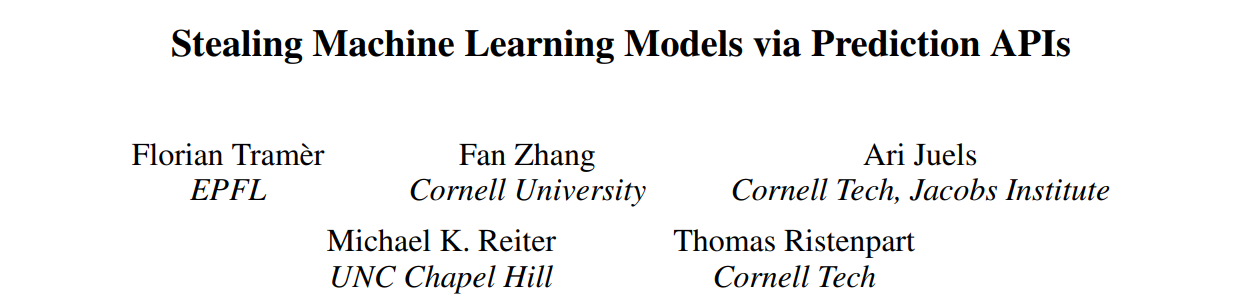 Stealing Machine Learning Models via Prediction APIs
Florian Tramèr Fan Zhang Ari Juels
EPFL Cornell University Cornell Tech, Jacobs Institute
Michael K. Reiter Thomas Ristenpart
UNC Chapel Hill Cornell Tech